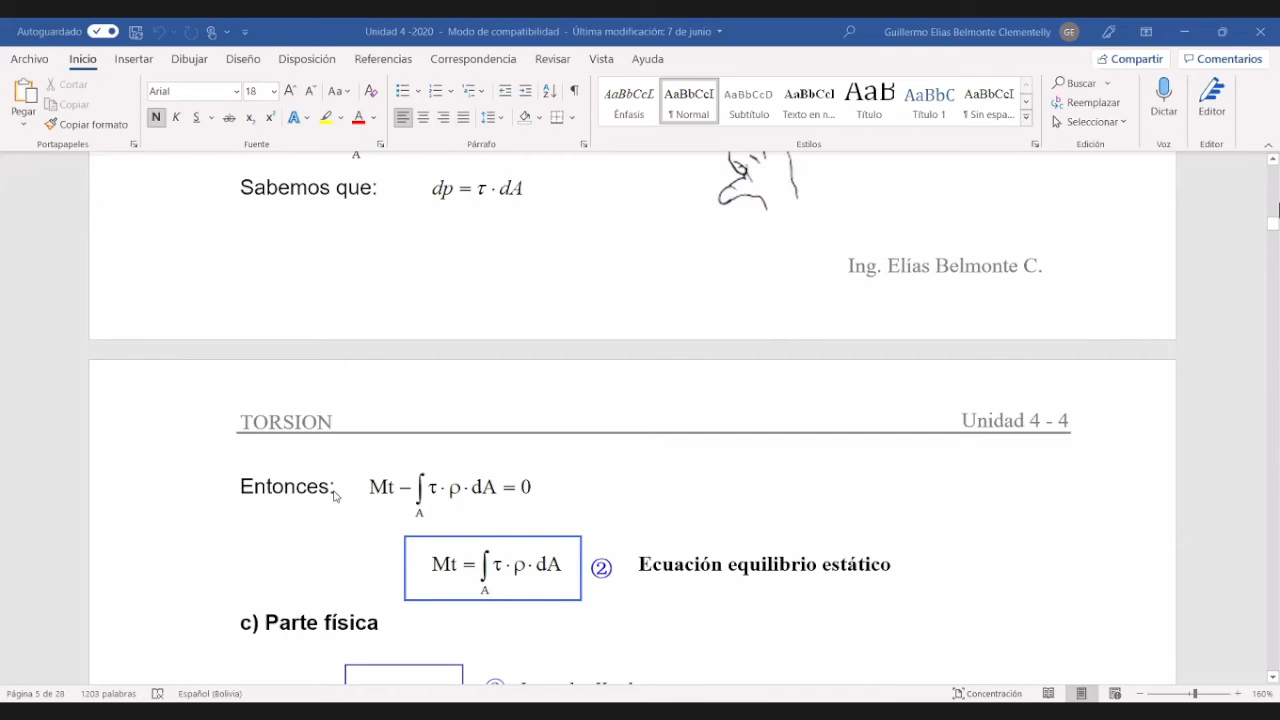 Autoguardado
Unidad 4 -2020 - Modo de compatibilidad - Última modificación: 7 de junio
Guillermo Elias Belmonte Clementelly GE
Archivo Inicio Insertar Dibujar Diseño Disposición Referencias Correspondencia Revisar Vista Ayuda Compartir Comentarios
Pegar
Cortar
Copiar
Copiar formato
Portapapeles
Arial 18
N K S ab x₂ x²
Fuente
Párrafo
AaBbCcL AaBbCcI AaBbCcD AaBbCcI AaB AaBbC AaBbCcI
Énfasis ¶ Normal Subtítulo Texto en n... Título Título 1 ¶ Sin espa...
Estilos
Buscar
Reemplazar
Seleccionar
Edición
Dictar
Voz
Editor
Editor
A
Sabemos que: dp = τ · dA
Ing. Elías Belmonte C.
TORSION Unidad 4 - 4
Entonces: Mt − ∫ τ · ρ · dA = 0
A
Mt = ∫ τ · ρ · dA ② Ecuación equilibrio estático
A
c) Parte física
Página 5 de 28 1203 palabras Español (Bolivia) Concentración 160%